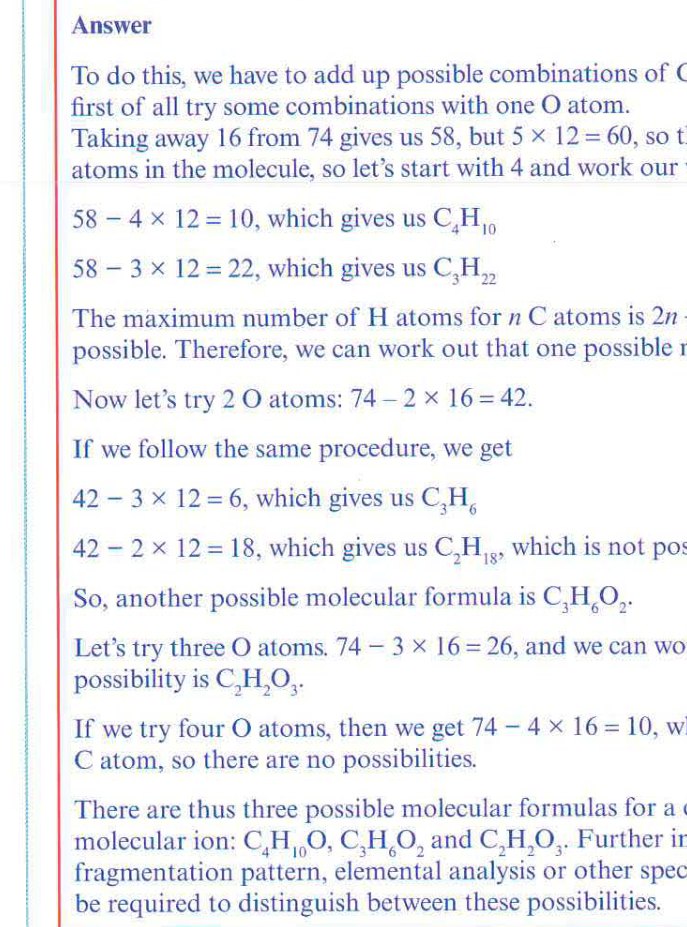 Answer
To do this, we have to add up possible combinations of
first of all try some combinations with one O atom.
Taking away 16 from 74 gives us 58, but 5 × 12 = 60, so
atoms in the molecule, so let's start with 4 and work our
58 − 4 × 12 = 10, which gives us C₄H₁₀
58 − 3 × 12 = 22, which gives us C₃H₂₂
The maximum number of H atoms for n C atoms is 2n
possible. Therefore, we can work out that one possible
Now let's try 2 O atoms: 74 – 2 × 16 = 42.
If we follow the same procedure, we get
42 − 3 × 12 = 6, which gives us C₃H₆
42 − 2 × 12 = 18, which gives us C₂H₁₈, which is not
So, another possible molecular formula is C₃H₆O₂.
Let's try three O atoms. 74 − 3 × 16 = 26, and we can
possibility is C₂H₂O₃.
If we try four O atoms, then we get 74 − 4 × 16 = 10,
C atom, so there are no possibilities.
There are thus three possible molecular formulas for a
molecular ion: C₄H₁₀O, C₃H₆O₂ and C₂H₂O₃. Further
fragmentation pattern, elemental analysis or other
be required to distinguish between these possibilities.